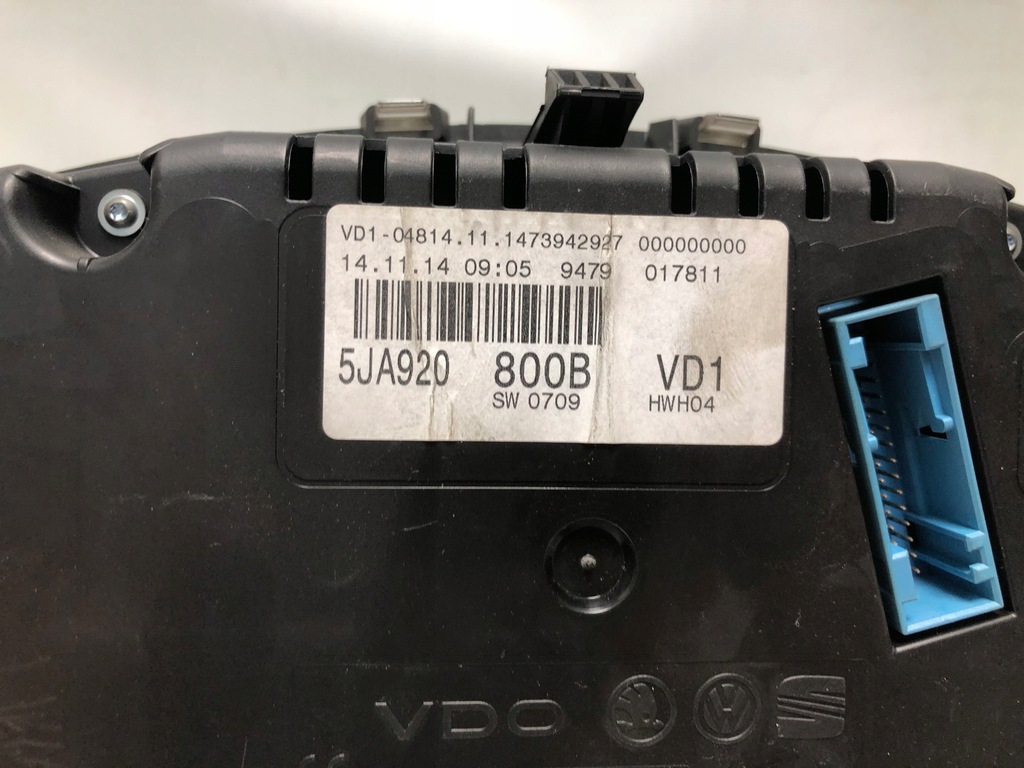 VD1-04814.11.1473942927 000000000
14.11.14 09:05 9479 017811
5JA920 800B VD1
SW 0709 HWH04
VDO